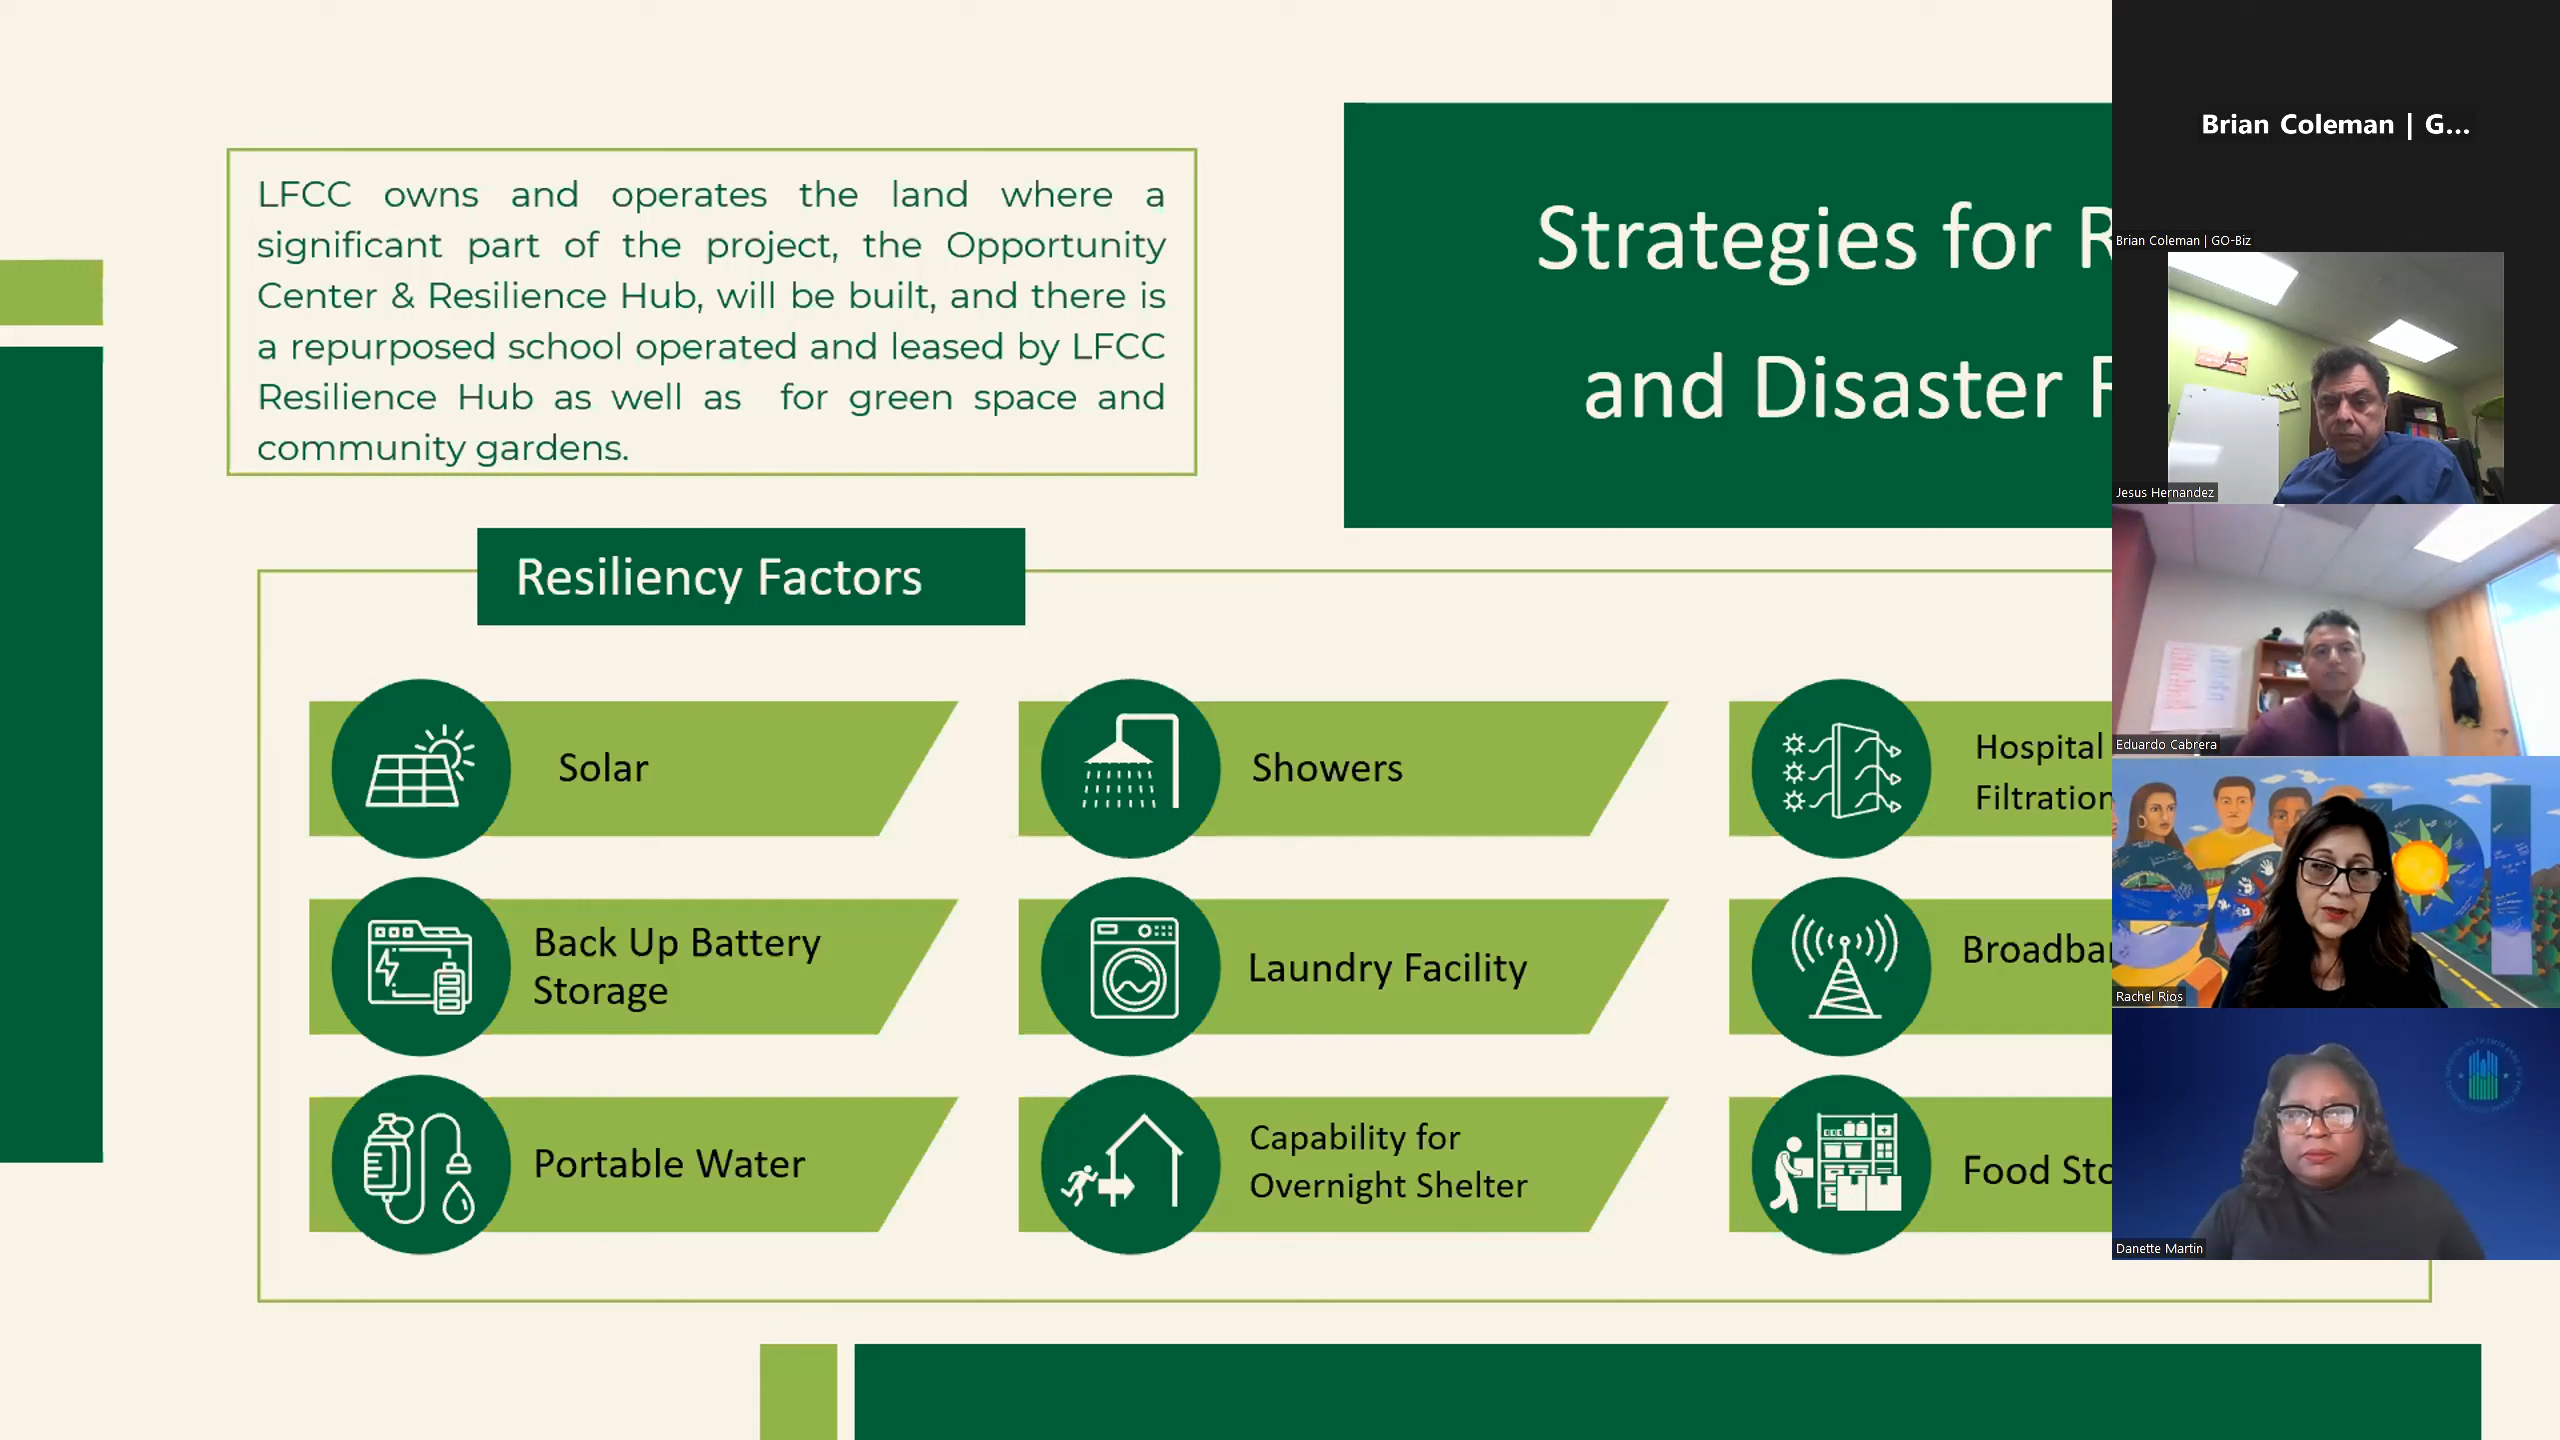 LFCC owns and operates the land where a
significant part of the project, the Opportunity
Center & Resilience Hub, will be built, and there is
a repurposed school operated and leased by LFCC
Resilience Hub as well as for green space and
community gardens.
Strategies for R
and Disaster
Resiliency Factors
Solar
Showers
Hospital
Filtration
Back Up Battery
Storage
Laundry Facility
Broadba
Portable Water
Capability for
Overnight Shelter
Food Sto
Brian Coleman | G...
Brian Coleman | GO-Biz
Jesus Hernandez
Eduardo Cabrera
Rachel Rios
Danette Martin